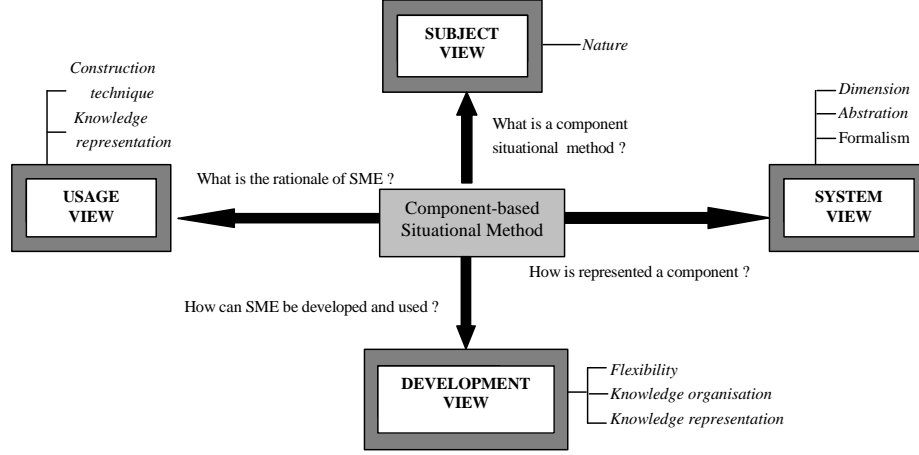 SUBJECT
VIEW
Nature
Construction
technique
Knowledge
representation
Dimension
Abstration
Formalism
What is a component
situational method ?
What is the rationale of SME ?
USAGE
VIEW
Component-based
Situational Method
SYSTEM
VIEW
How is represented a component ?
How can SME be developed and used ?
DEVELOPMENT
VIEW
Flexibility
Knowledge organisation
Knowledge representation